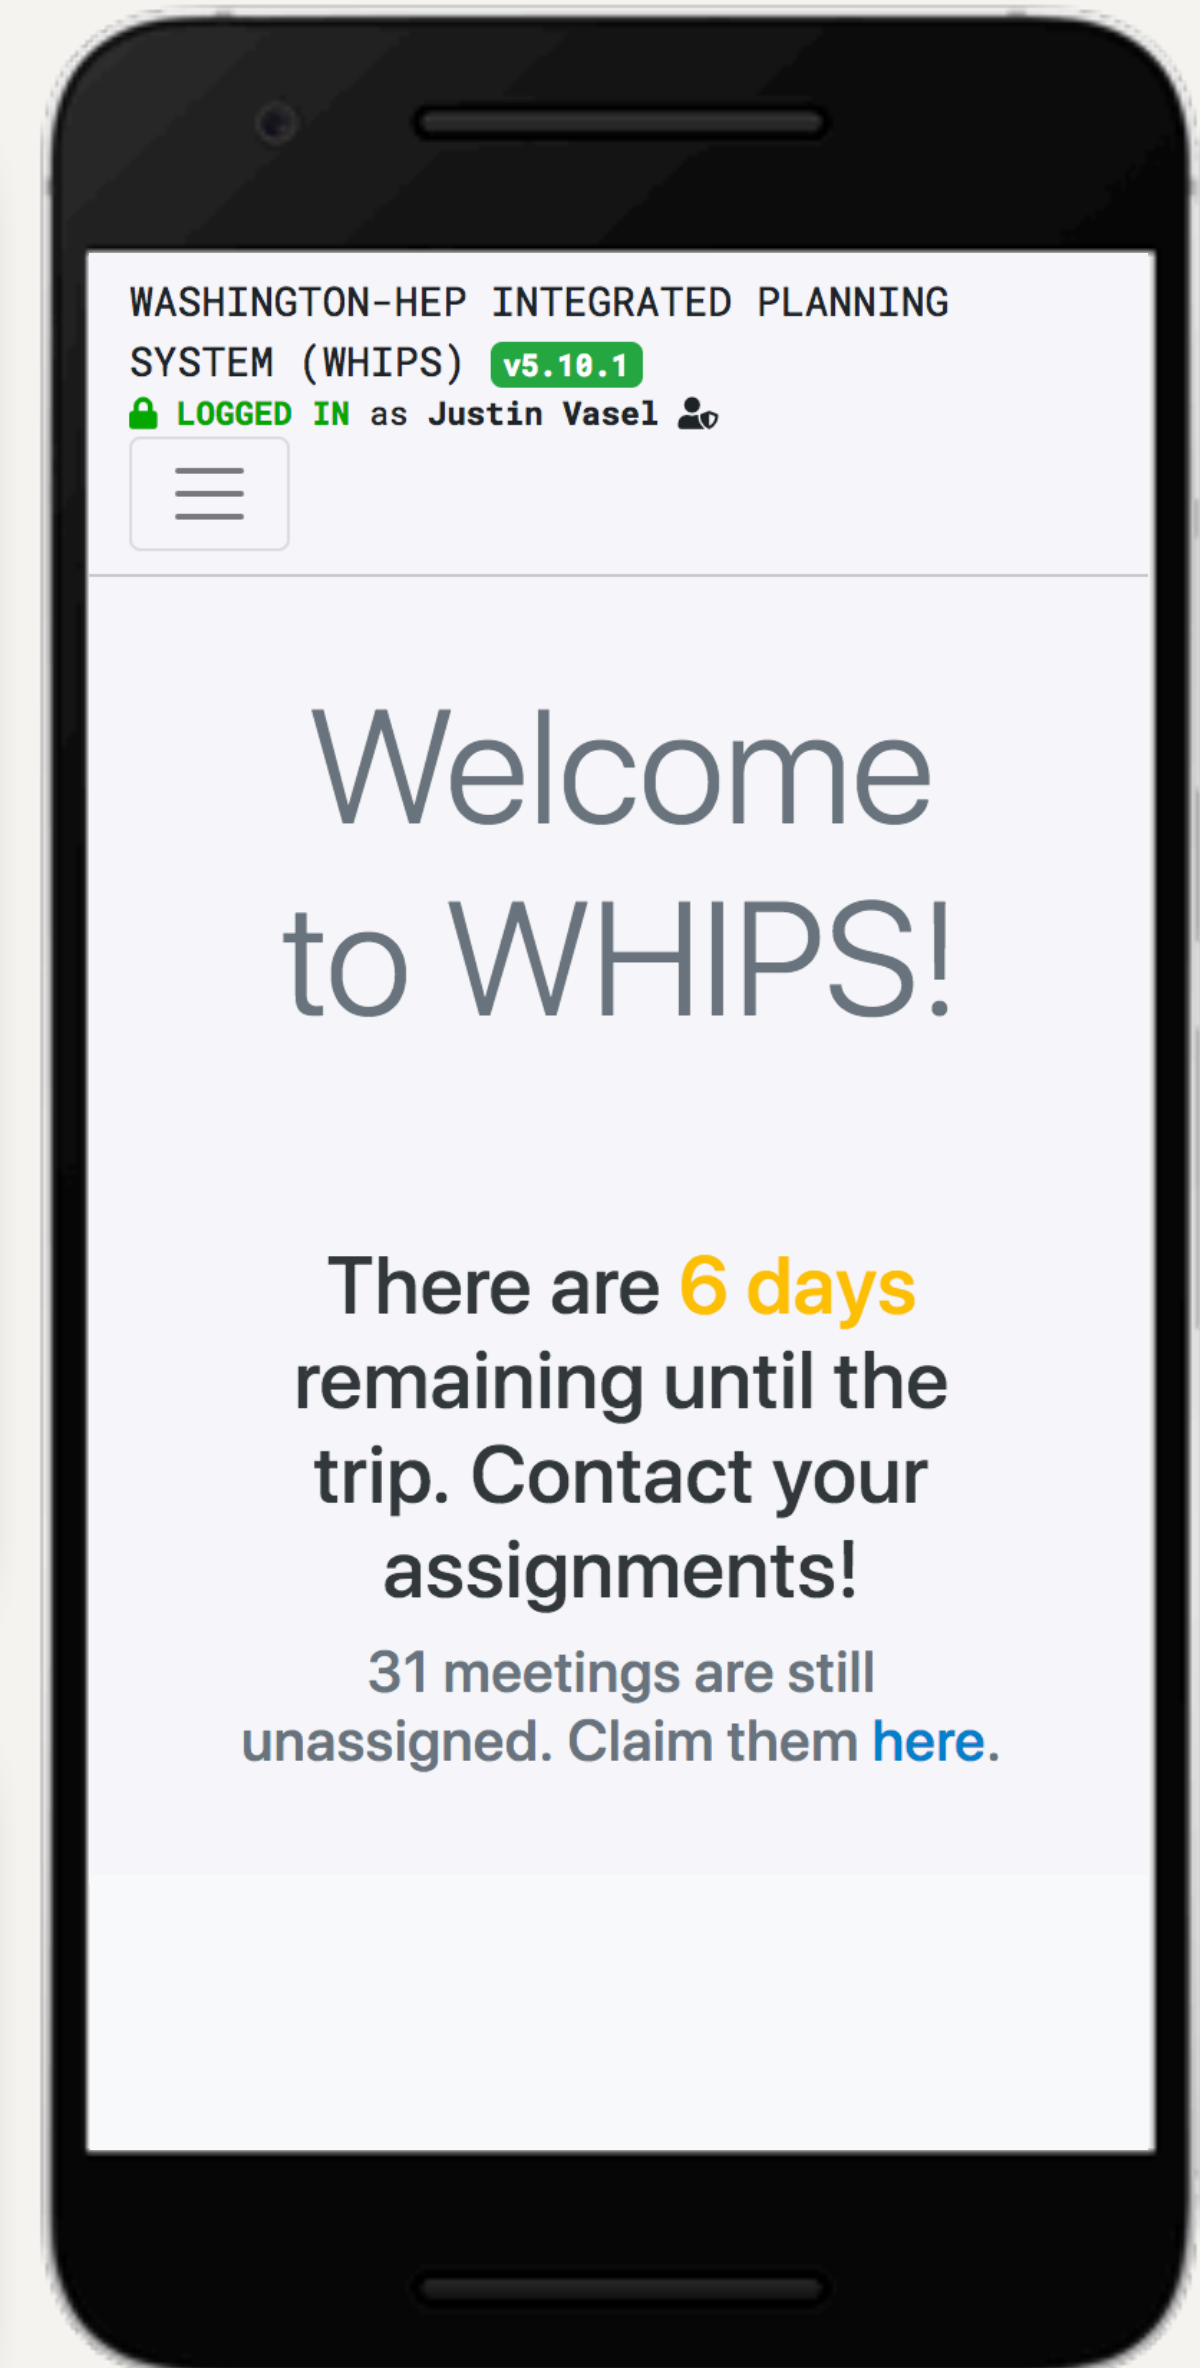 WASHINGTON-HEP INTEGRATED PLANNING
SYSTEM (WHIPS) v5.10.1
LOGGED IN as Justin Vasel
Welcome
to WHIPS!
There are 6 days
remaining until the
trip. Contact your
assignments!
31 meetings are still
unassigned. Claim them here.